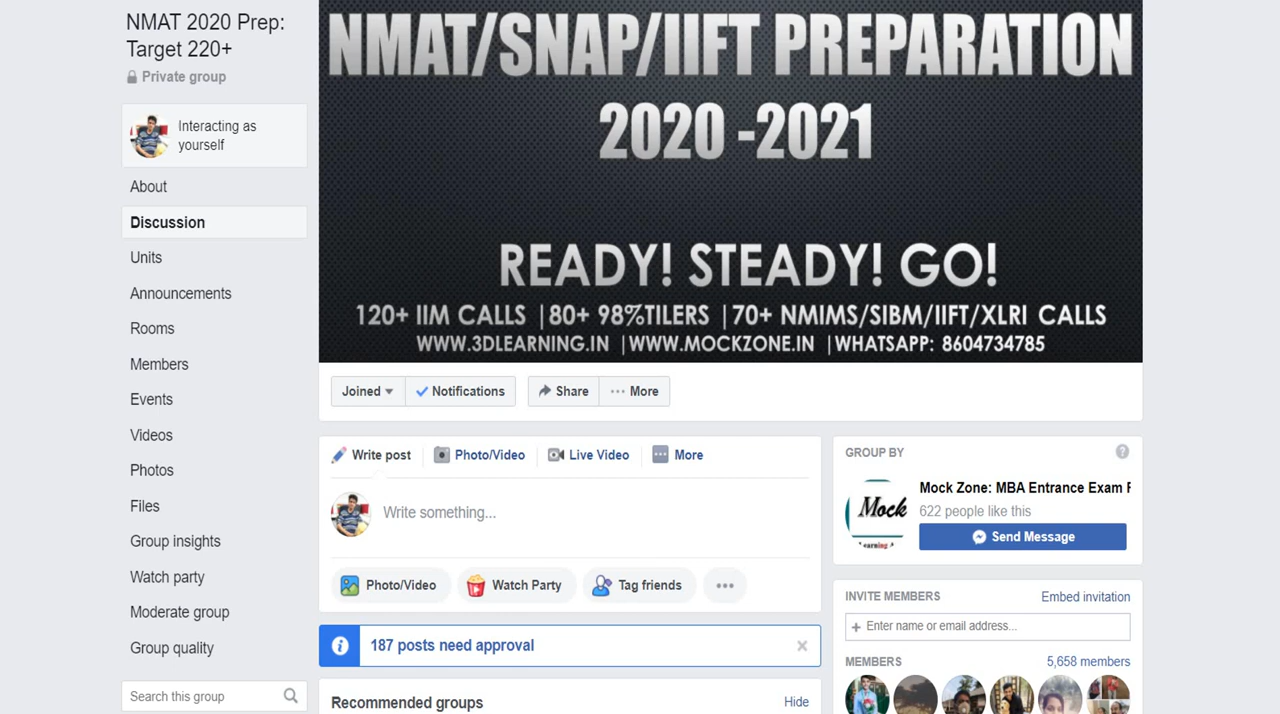 NMAT 2020 Prep:
Target 220+
Private group
Interacting as
yourself
About
Discussion
Units
Announcements
Rooms
Members
Events
Videos
Photos
Files
Group insights
Watch party
Moderate group
Group quality
Search this group
NMAT/SNAP/IIFT PREPARATION
2020 -2021
READY! STEADY! GO!
120+ IIM CALLS |80+ 98%TILERS |70+ NMIMS/SIBM/IIFT/XLRI CALLS
WWW.3DLEARNING.IN |WWW.MOCKZONE.IN |WHATSAPP: 8604734785
Joined Notifications Share More
Write post Photo/Video Live Video More
Write something...
Photo/Video Watch Party Tag friends
187 posts need approval
Recommended groups Hide
GROUP BY
Mock
Mock Zone: MBA Entrance Exam
622 people like this
Send Message
INVITE MEMBERS Embed invitation
+ Enter name or email address...
MEMBERS 5,658 members